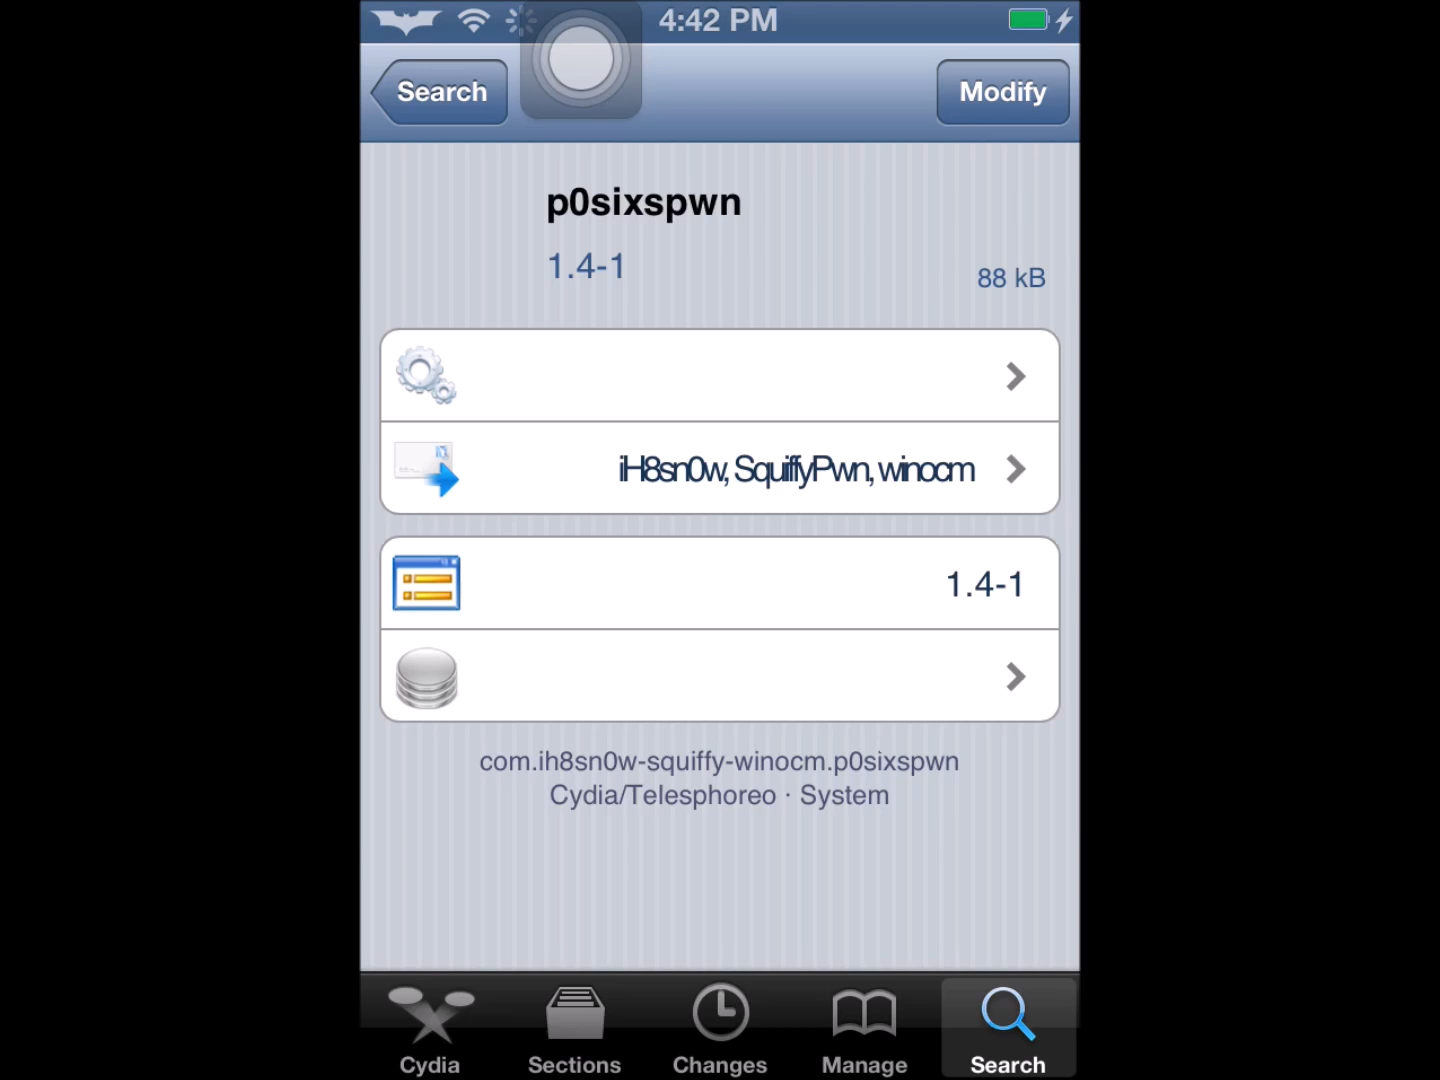 4:42 PM
Search
Modify
p0sixspwn
1.4-1
88 kB
iH8sn0w, SquiffyPwn, winocm
1.4-1
com.ih8sn0w-squiffy-winocm.p0sixspwn
Cydia/Telesphoreo · System
Cydia
Sections
Changes
Manage
Search